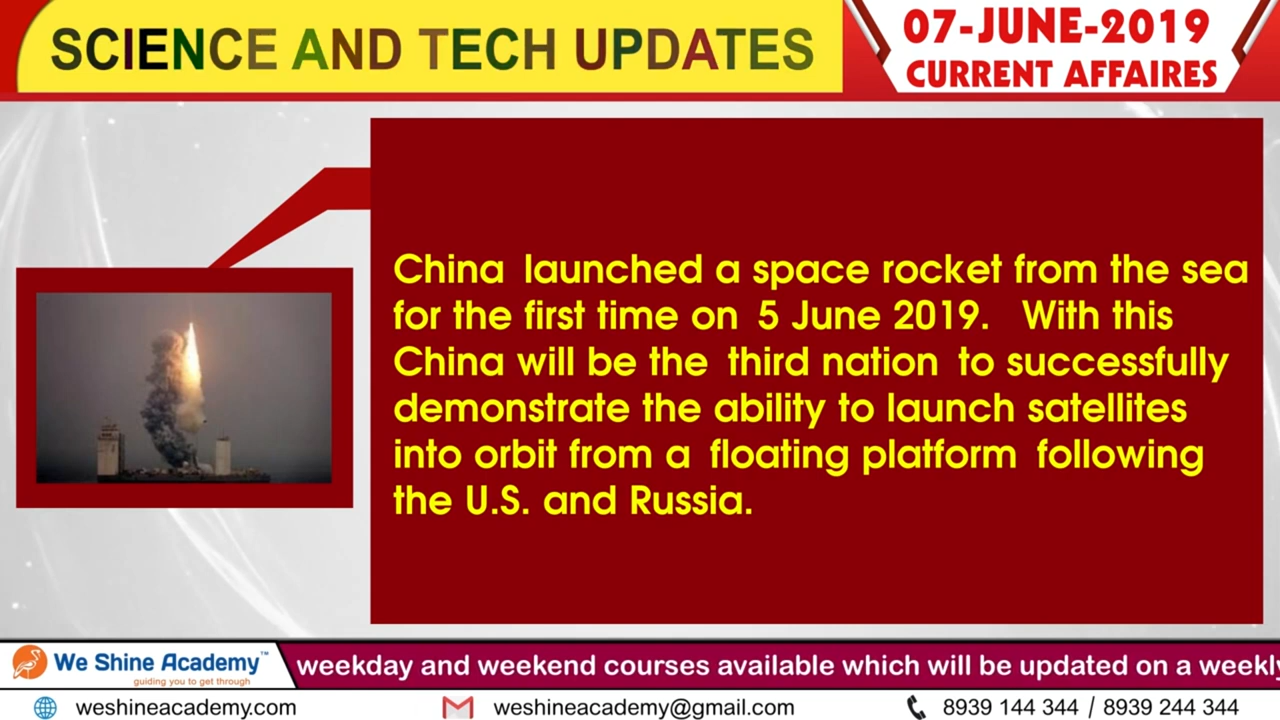 SCIENCE AND TECH UPDATES
07-JUNE-2019
CURRENT AFFAIRES
China launched a space rocket from the sea
for the first time on 5 June 2019. With this
China will be the third nation to successfully
demonstrate the ability to launch satellites
into orbit from a floating platform following
the U.S. and Russia.
We Shine Academy™
guiding you to get through
weekday and weekend courses available which will be updated on a weekly
weshineacademy.com
weshineacademy@gmail.com
8939 144 344 / 8939 244 344